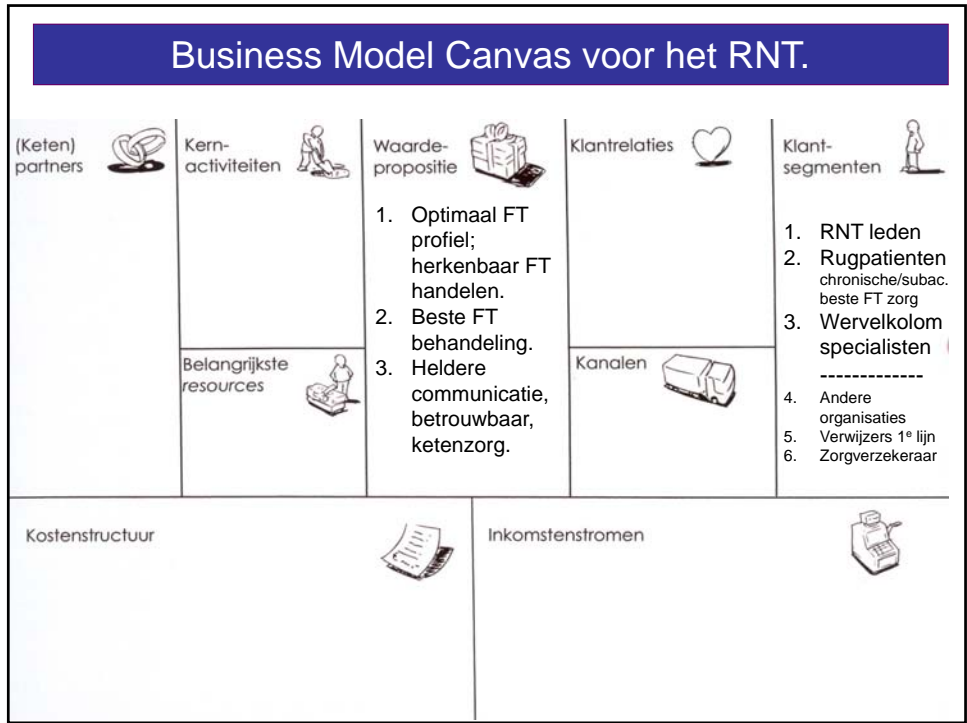 Business Model Canvas voor het RNT.
(Keten)
partners
Kern-
activiteiten
Waarde-
propositie
1. Optimaal FT
profiel;
herkenbaar FT
handelen.
2. Beste FT
behandeling.
3. Heldere
communicatie,
betrouwbaar,
ketenzorg.
Klantrelaties
Klant-
segmenten
1. RNT leden
2. Rugpatienten
chronische/subac.
beste FT zorg
3. Wervelkolom
specialisten
-------------
4. Andere
organisaties
5. Verwijzers 1e lijn
6. Zorgverzekeraar
Belangrijkste
resources
Kanalen
Kostenstructuur
Inkomstenstromen